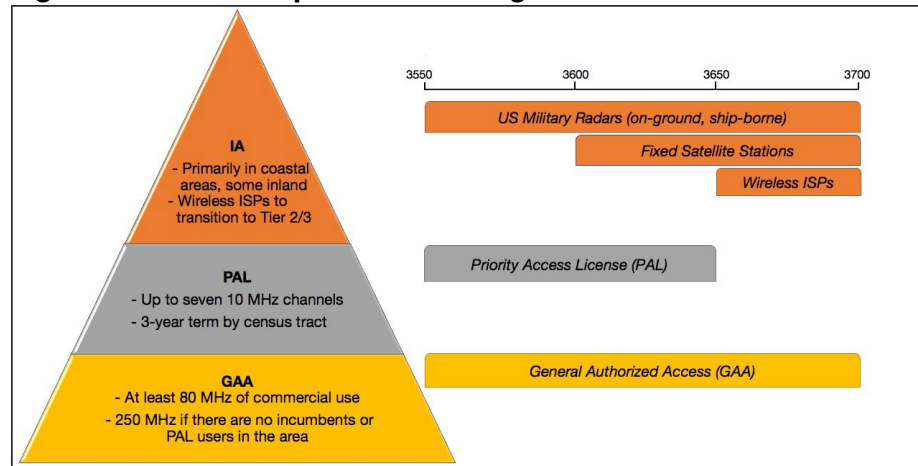 3550
3600
3650
3700
US Military Radars (on-ground, ship-borne)
Fixed Satellite Stations
Wireless ISPs
IA
- Primarily in coastal
areas, some inland
- Wireless ISPs to
transition to Tier 2/3
Priority Access License (PAL)
PAL
- Up to seven 10 MHz channels
- 3-year term by census tract
General Authorized Access (GAA)
GAA
- At least 80 MHz of commercial use
- 250 MHz if there are no incumbents or
PAL users in the area